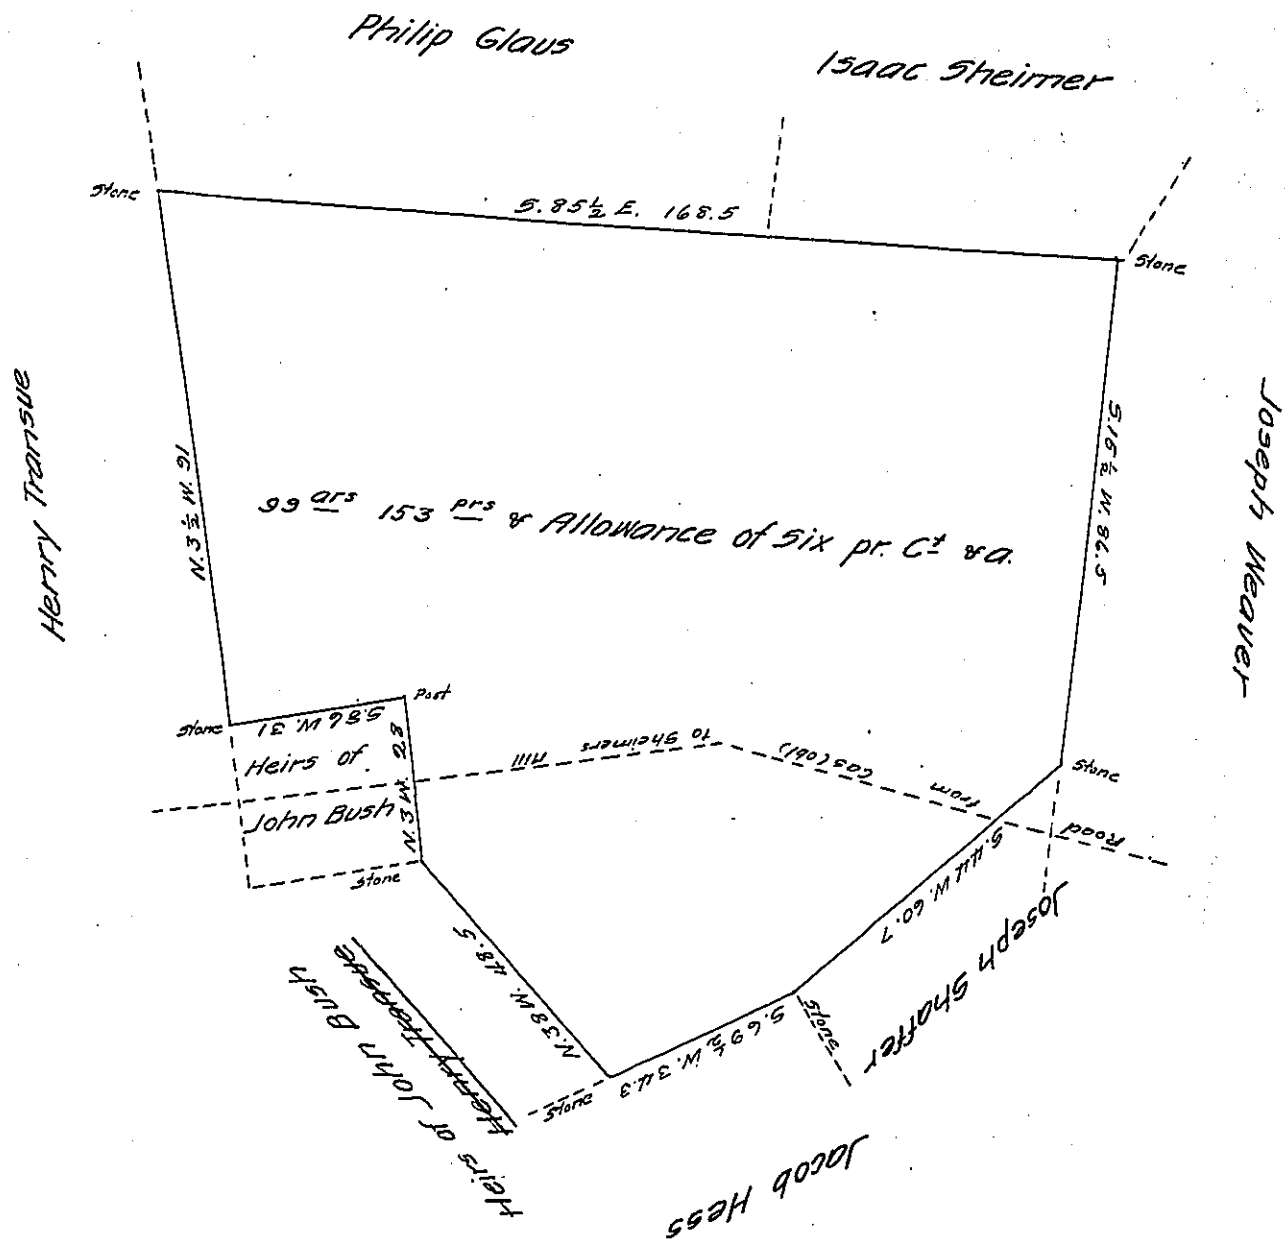 Philip Glaus
Isaac Sheimer
Stone
S. 85½ E. 168.5
Stone
Henry Transue
N. 3½ W. 91
99 ars 153 prs & Allowance of Six pr. Ct &a.
S. 16½ W. 86.5
Joseph Weaver
Stone
S. 86 W. 31
Post
Heirs of
John Bush
N. 3 W. 28
Stone
Road from Cas(obl) to Sheimers Mill
Stone
S. 44 W. 60.7
Joseph Shaffer
Stone
S. 69½ W. 34.3
N. 38 W. 48.5
Stone
Henry Transue
Heirs of John Bush
Jacob Hess